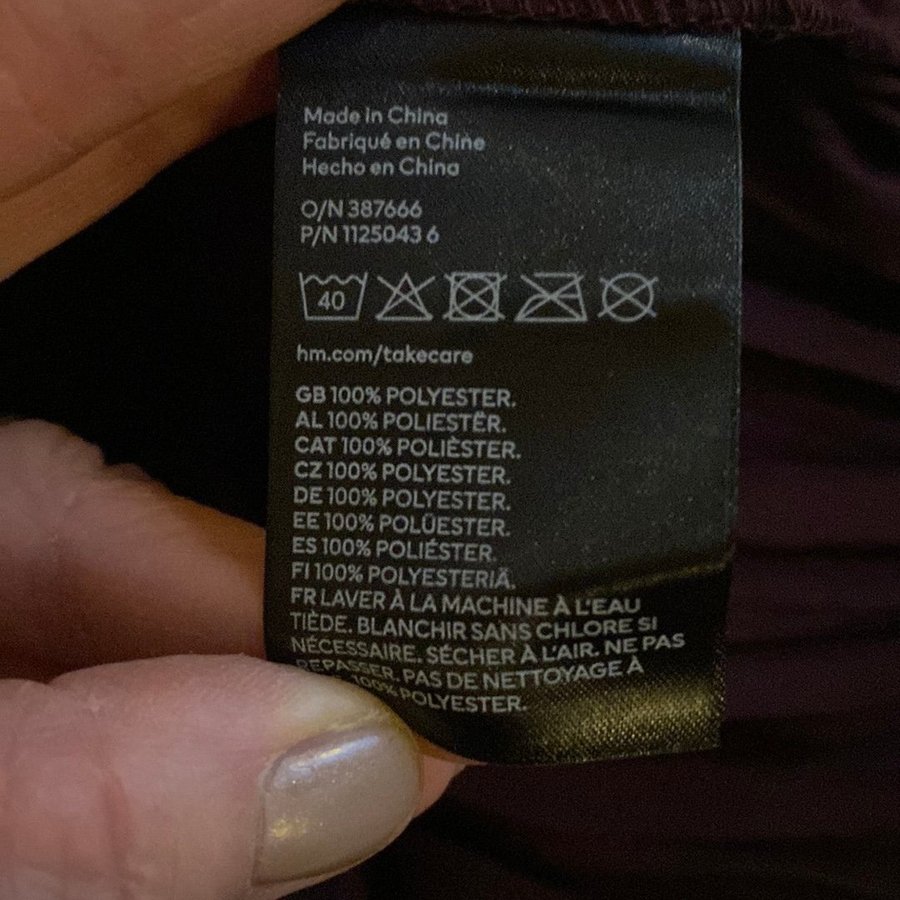 Made in China
Fabriqué en Chine
Hecho en China
O/N 387666
P/N 1125043 6
40
hm.com/takecare
GB 100% POLYESTER.
AL 100% POLIESTËR.
CAT 100% POLIÈSTER.
CZ 100% POLYESTER.
DE 100% POLYESTER.
EE 100% POLÜESTER.
ES 100% POLIÉSTER.
FI 100% POLYESTERIÄ.
FR LAVER À LA MACHINE À L'EAU
TIÈDE. BLANCHIR SANS CHLORE SI
NÉCESSAIRE. SÉCHER À L'AIR. NE PAS
REPASSER. PAS DE NETTOYAGE À
100% POLYESTER.